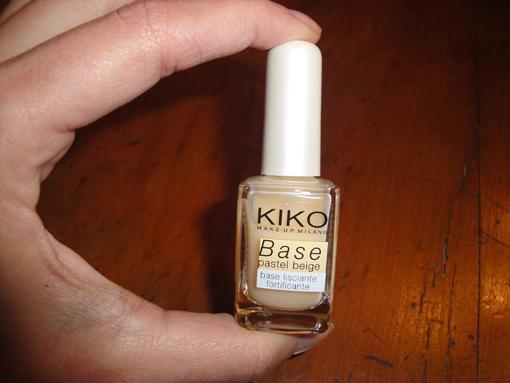 KIKO
MAKE UP MILANO
Base
pastel beige
base lisciante
fortificante